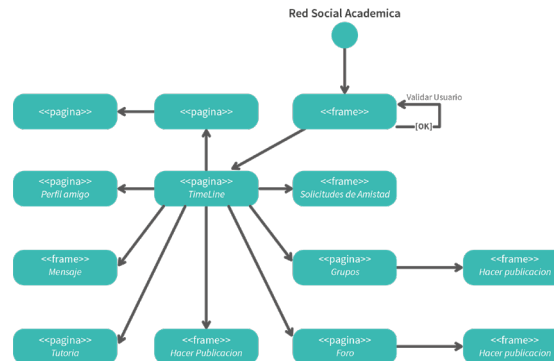 Red Social Academica
Validar Usuario
<<pagina>>
<<pagina>>
<<frame>>
[OK]
<<pagina>>
Perfil amigo
<<pagina>>
TimeLine
<<frame>>
Solicitudes de Amistad
<<frame>>
Mensaje
<<pagina>>
Grupos
<<frame>>
Hacer publicacion
<<pagina>>
Tutoria
<<frame>>
Hacer Publicacion
<<pagina>>
Foro
<<frame>>
Hacer publicacion